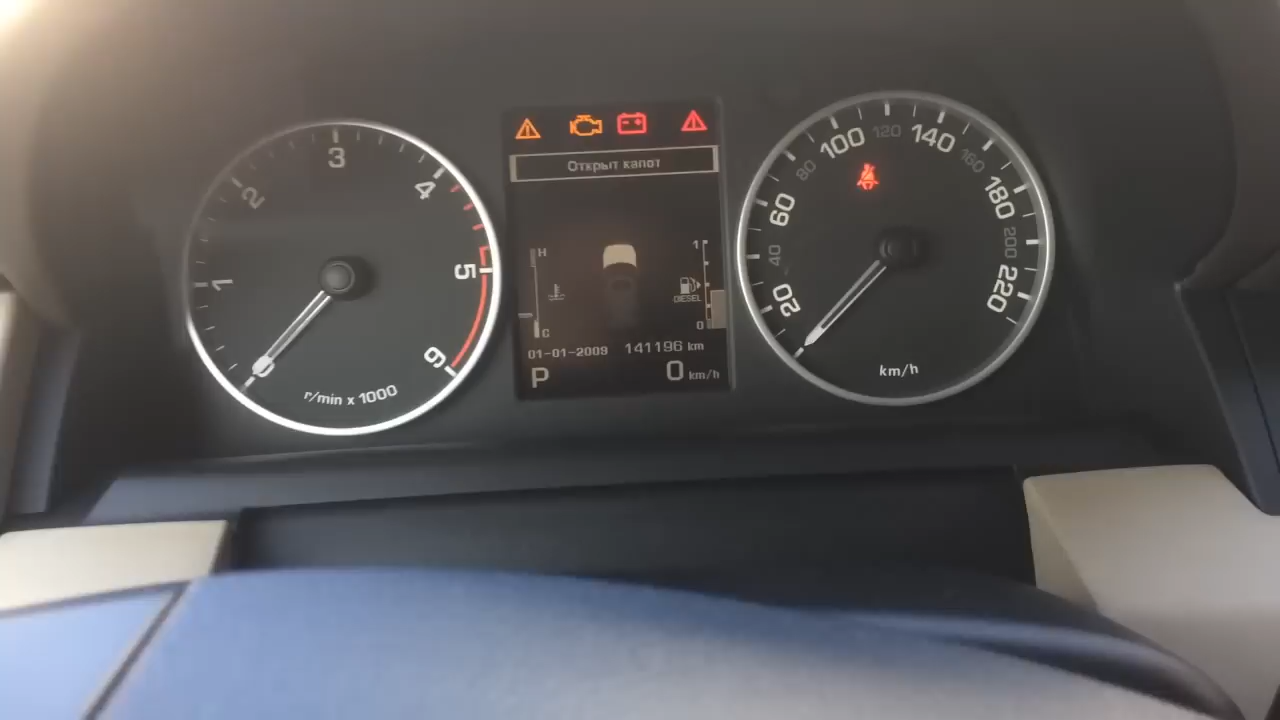 Открыт капот
H
C
1
DIESEL
0
01-01-2009 141196 km
P 0 km/h
0 1 2 3 4 5 6
r/min x 1000
20 40 60 80 100 120 140 160 180 200 220
km/h